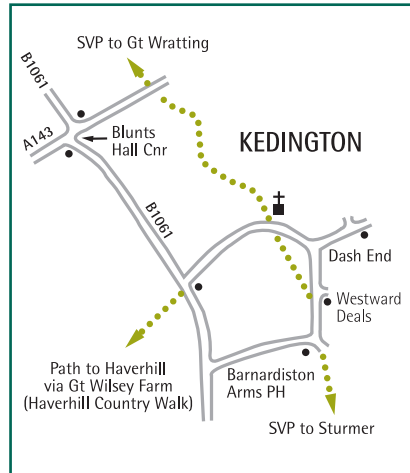 SVP to Gt Wratting
B1061
A143
Blunts
Hall Cnr
KEDINGTON
B1061
Dash End
Westward
Deals
Path to Haverhill
via Gt Wilsey Farm
(Haverhill Country Walk)
Barnardiston
Arms PH
SVP to Sturmer